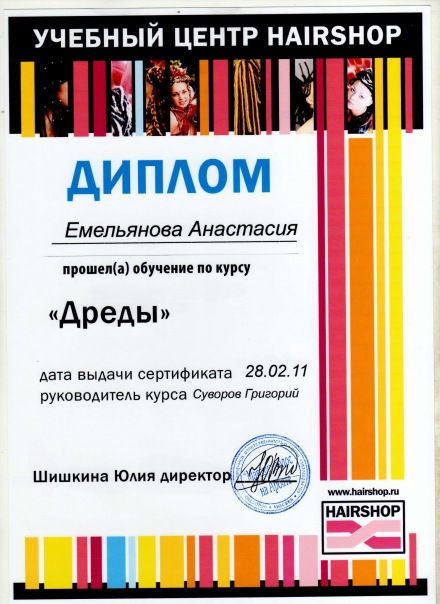 УЧЕБНЫЙ ЦЕНТР HAIRSHOP
ДИПЛОМ
Емельянова Анастасия
прошел(а) обучение по курсу
«Дреды»
дата выдачи сертификата 28.02.11
руководитель курса Суворов Григорий
Шишкина Юлия директор
www.hairshop.ru
HAIRSHOP